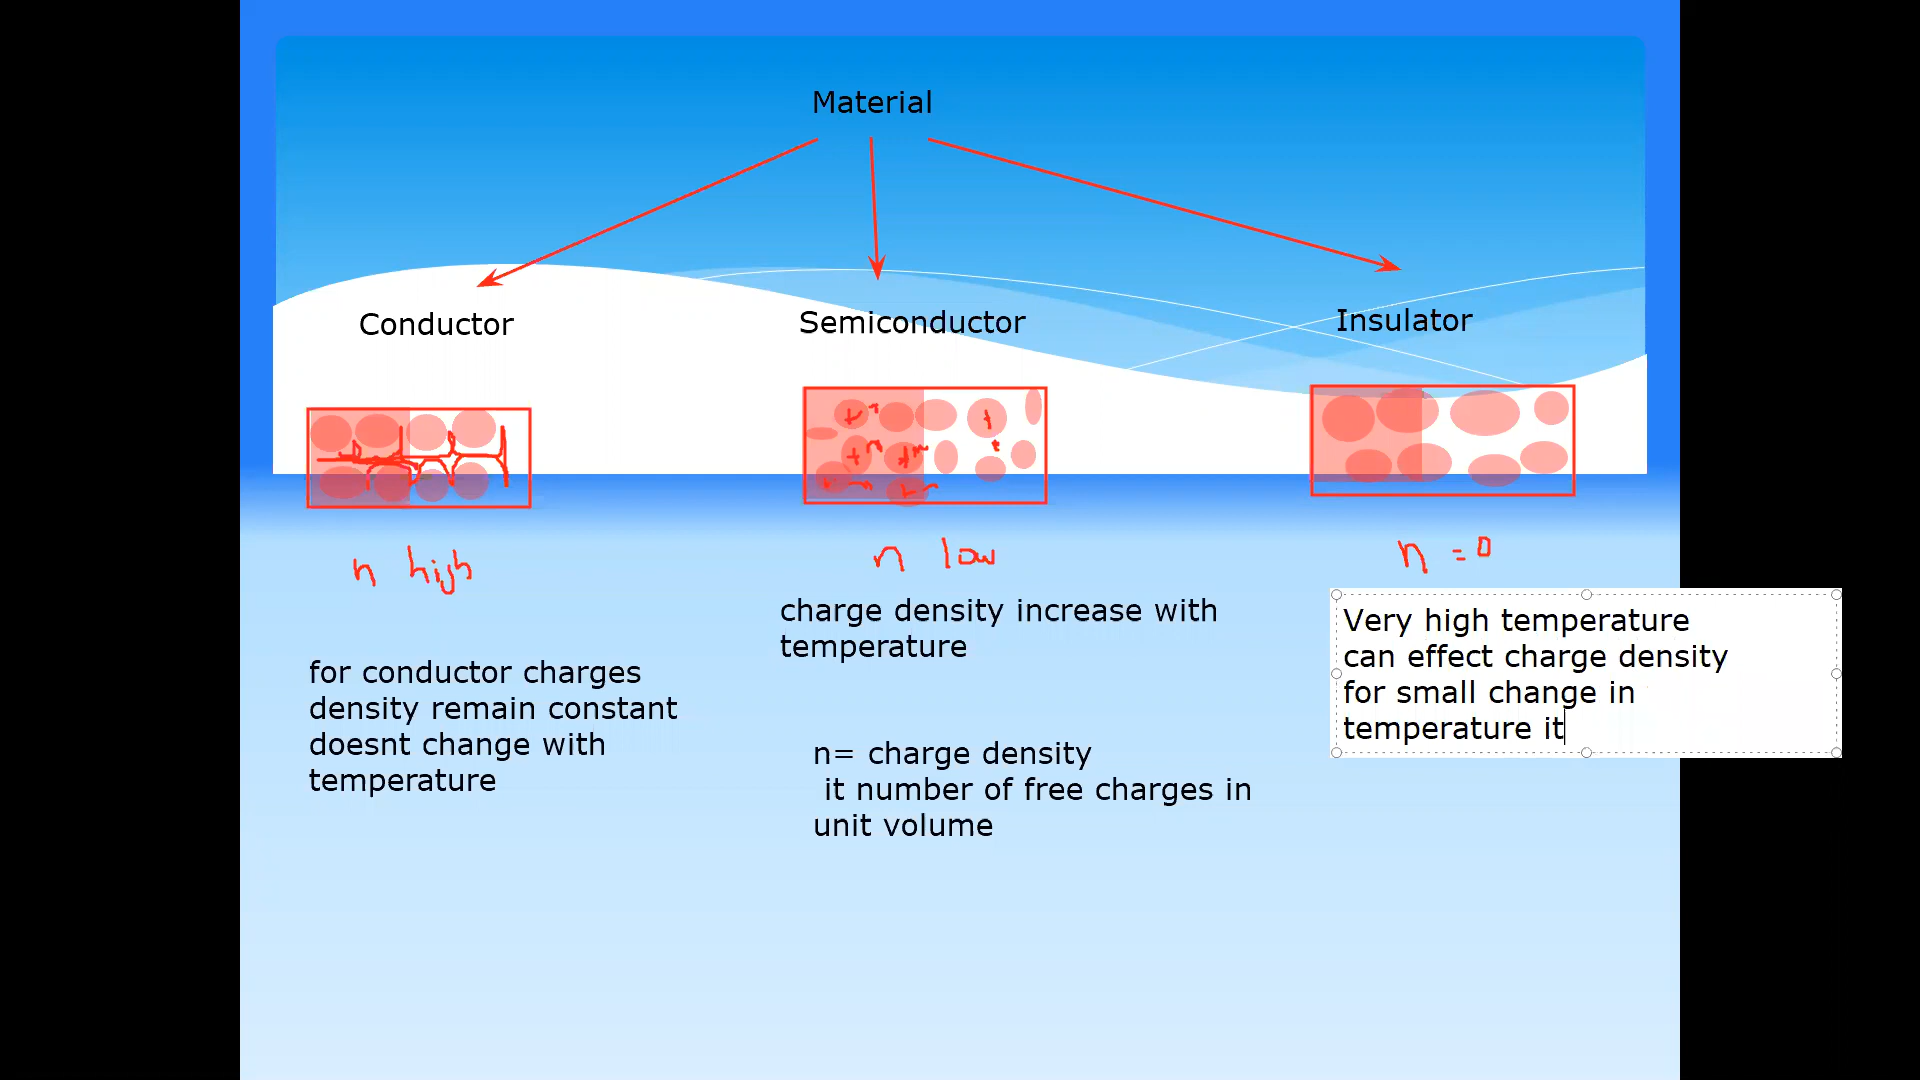 Material
Conductor
Semiconductor
Insulator
n high
n low
n = 0
for conductor charges
density remain constant
doesnt change with
temperature
charge density increase with
temperature
n= charge density
it number of free charges in
unit volume
Very high temperature
can effect charge density
for small change in
temperature it